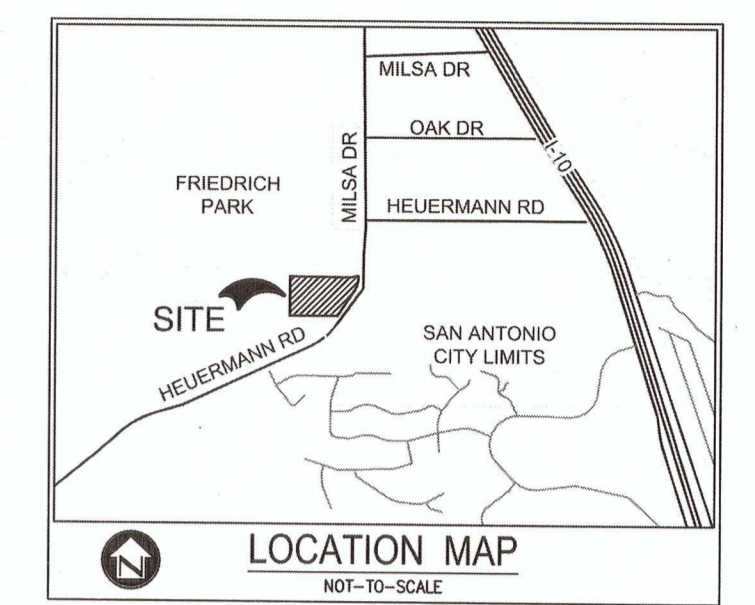 MILSA DR
OAK DR
I-10
MILSA DR
FRIEDRICH
PARK
HEUERMANN RD
SITE
HEUERMANN RD
SAN ANTONIO
CITY LIMITS
N
LOCATION MAP
NOT-TO-SCALE